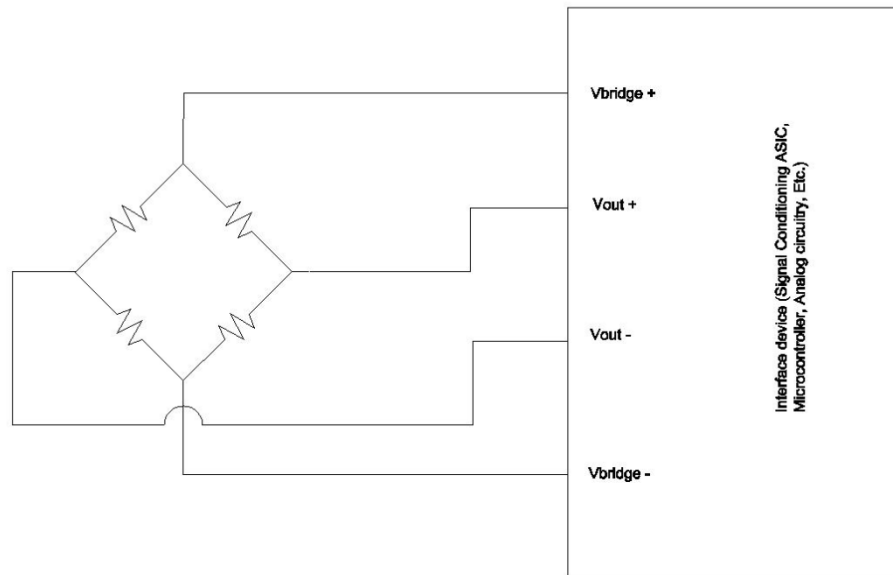 Vbridge +
Vout +
Vout -
Vbridge -
Interface device (Signal Conditioning ASIC,
Microcontroller, Analog circuitry, Etc.)